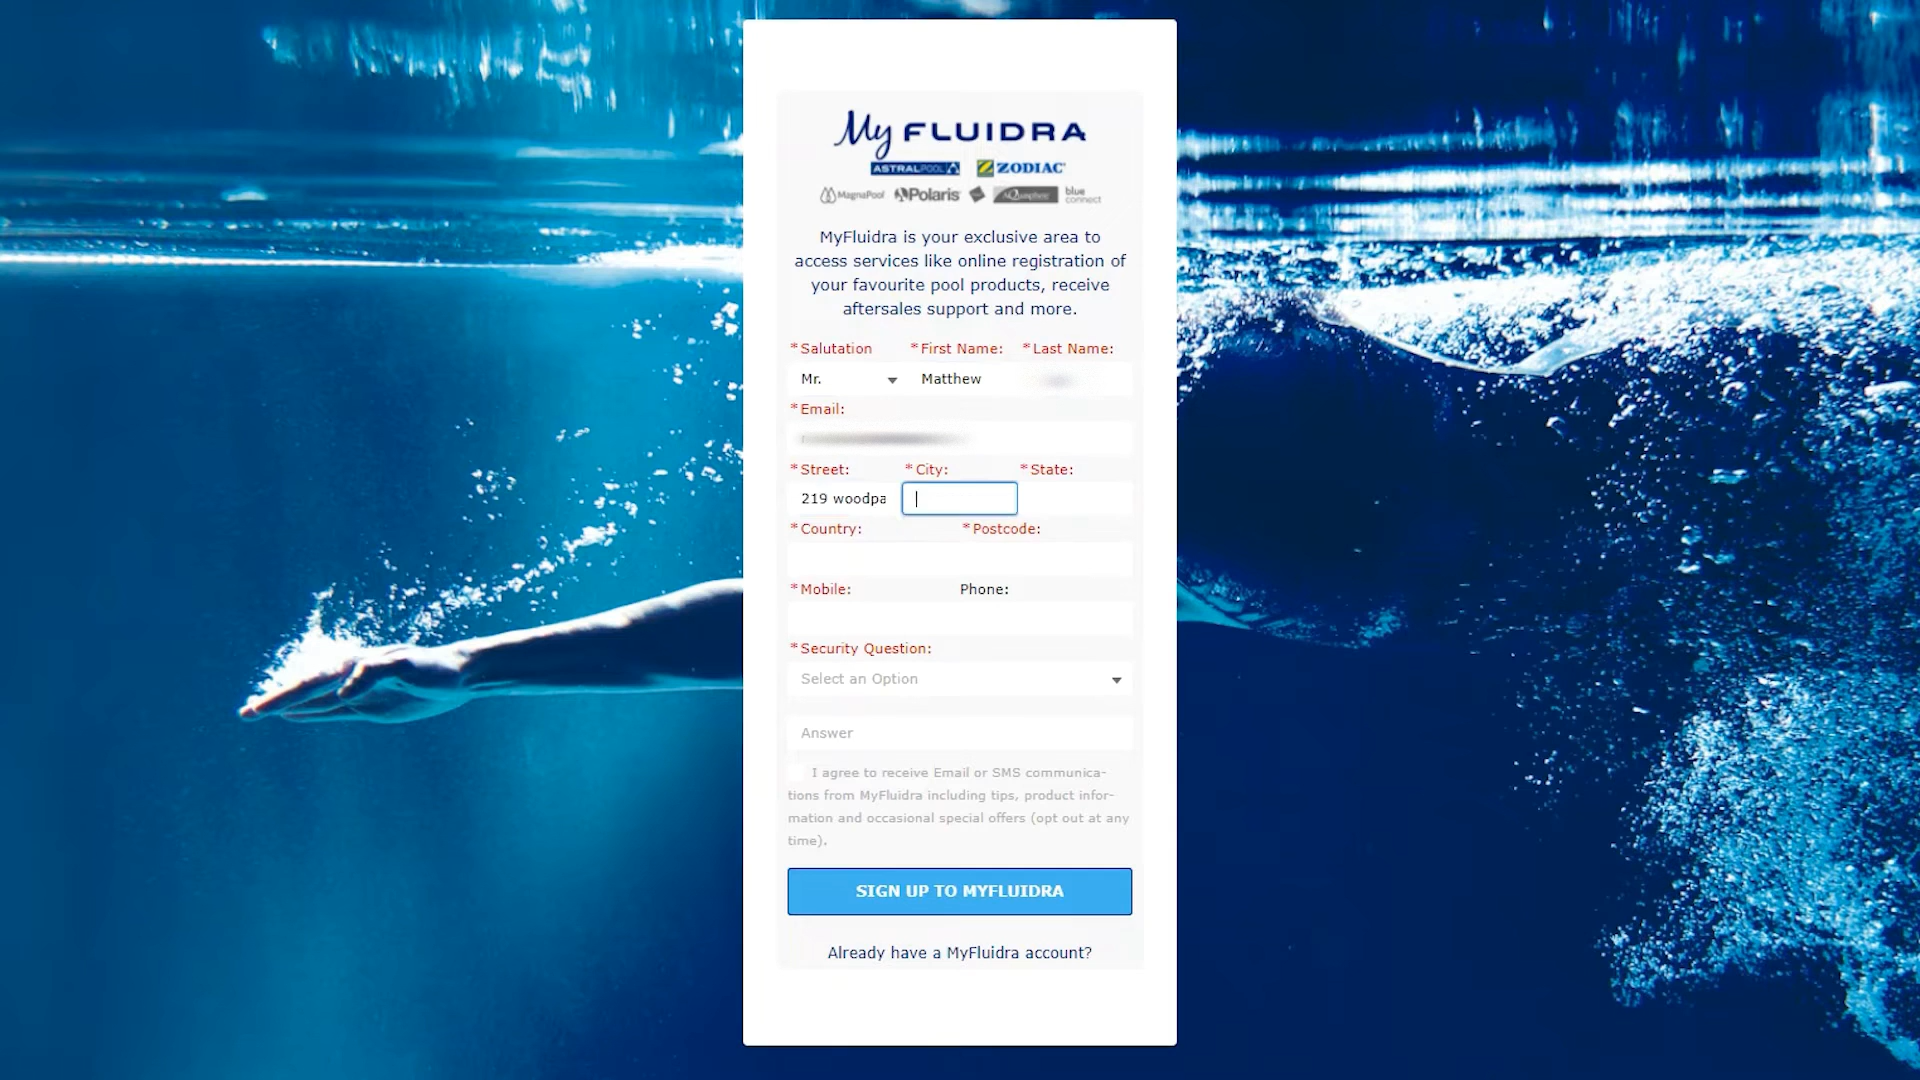 My FLUIDRA
ASTRALPOOL ZODIAC
MagnaPool Polaris AQuasphere blue connect
MyFluidra is your exclusive area to
access services like online registration of
your favourite pool products, receive
aftersales support and more.
*Salutation *First Name: *Last Name:
Mr. Matthew
*Email:
*Street: *City: *State:
219 woodpa
*Country: *Postcode:
*Mobile: Phone:
*Security Question:
Select an Option
Answer
I agree to receive Email or SMS communica-
tions from MyFluidra including tips, product infor-
mation and occasional special offers (opt out at any
time).
SIGN UP TO MYFLUIDRA
Already have a MyFluidra account?